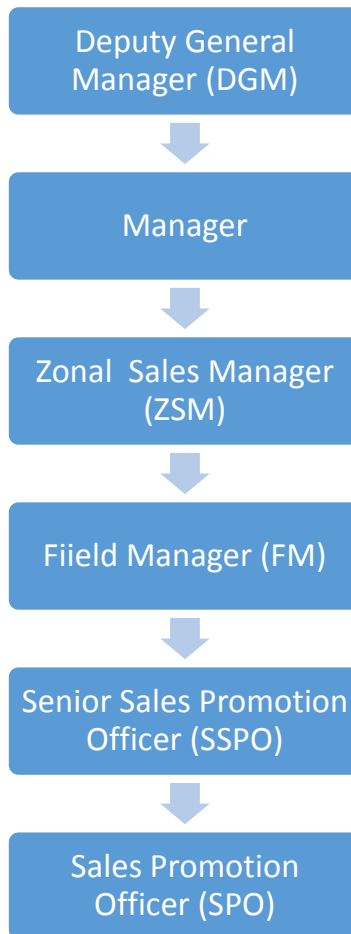 Deputy General
Manager (DGM)
Manager
Zonal  Sales Manager
(ZSM)
Fiield Manager (FM)
Senior Sales Promotion
Officer (SSPO)
Sales Promotion
Officer (SPO)